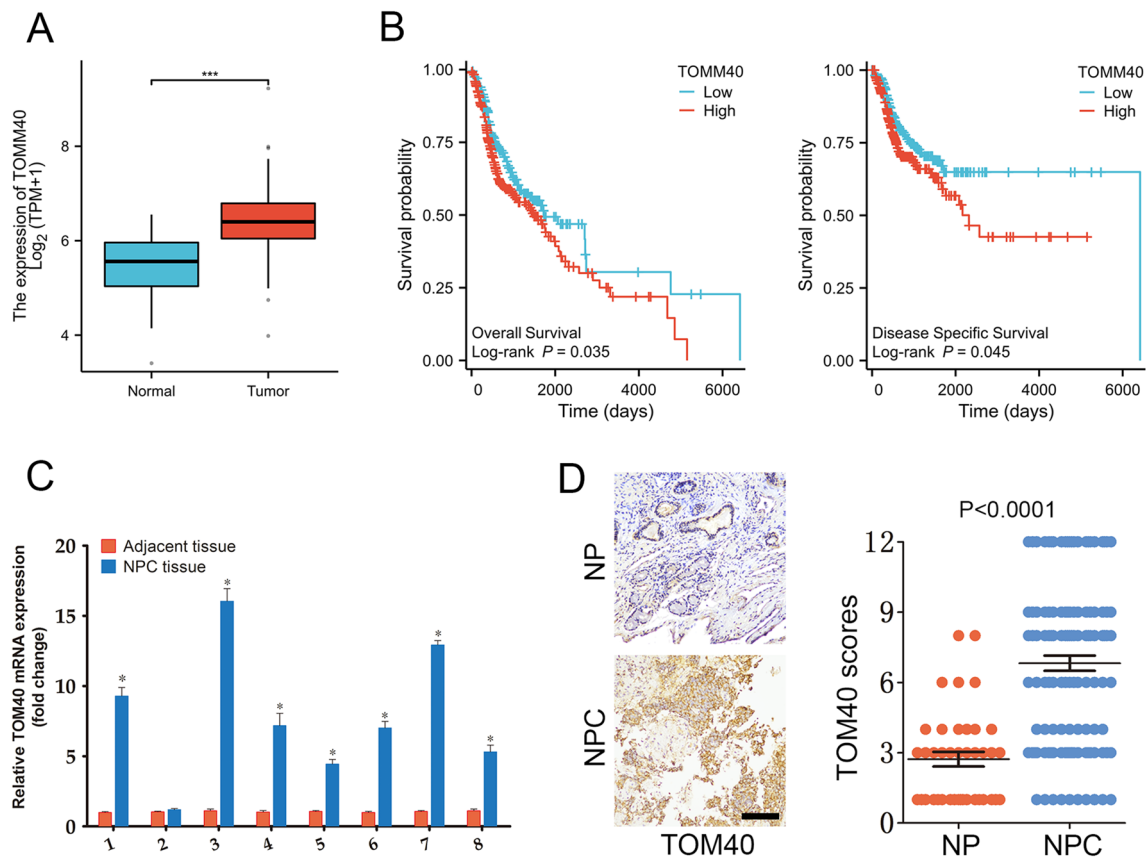 A
***
The expression of TOMM40
Log2 (TPM+1)
8
6
4
Normal
Tumor
B
Survival probability
1.00
0.75
0.50
0.25
0.00
TOMM40
Low
High
Overall Survival
Log-rank P = 0.035
0
2000
4000
6000
Time (days)
Survival probability
1.00
0.75
0.50
0.25
0.00
TOMM40
Low
High
Disease Specific Survival
Log-rank P = 0.045
0
2000
4000
6000
Time (days)
C
Relative TOM40 mRNA expression
(fold change)
20
15
10
5
0
Adjacent tissue
NPC tissue
*
*
*
*
*
*
*
1
2
3
4
5
6
7
8
D
NP
NPC
TOM40
P<0.0001
TOM40 scores
12
9
6
3
0
NP
NPC